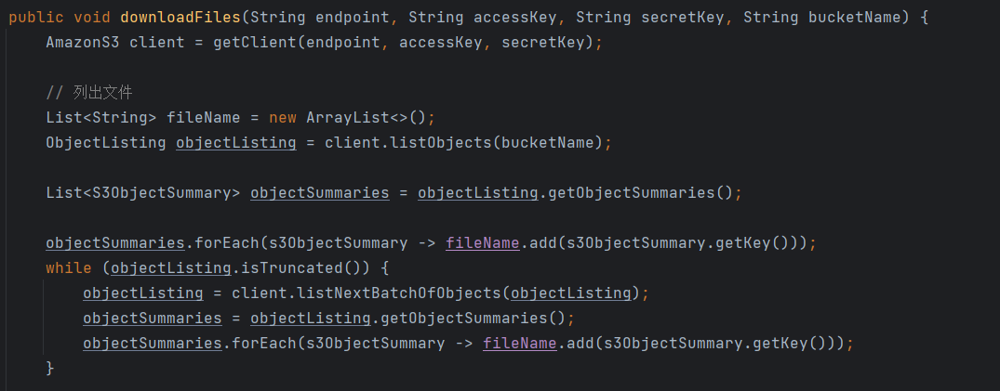 public void downloadFiles(String endpoint, String accessKey, String secretKey, String bucketName) {
AmazonS3 client = getClient(endpoint, accessKey, secretKey);
// 列出文件
List<String> fileName = new ArrayList<>();
ObjectListing objectListing = client.listObjects(bucketName);
List<S3ObjectSummary> objectSummaries = objectListing.getObjectSummaries();
objectSummaries.forEach(s3ObjectSummary -> fileName.add(s3ObjectSummary.getKey()));
while (objectListing.isTruncated()) {
objectListing = client.listNextBatchOfObjects(objectListing);
objectSummaries = objectListing.getObjectSummaries();
objectSummaries.forEach(s3ObjectSummary -> fileName.add(s3ObjectSummary.getKey()));
}